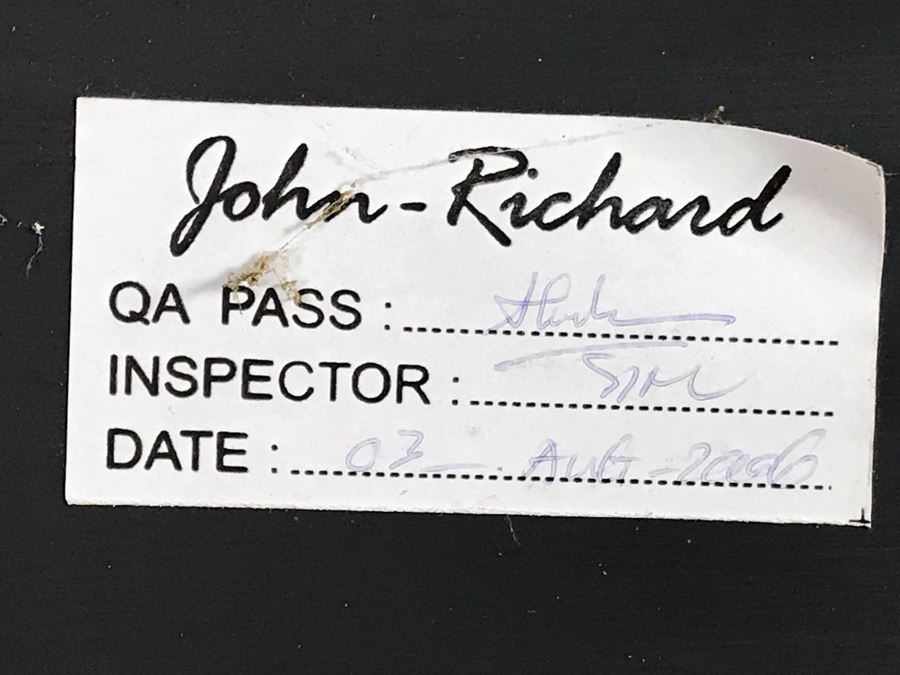 John-Richard
QA PASS :
INSPECTOR :
DATE : 03 - AUG - 2006